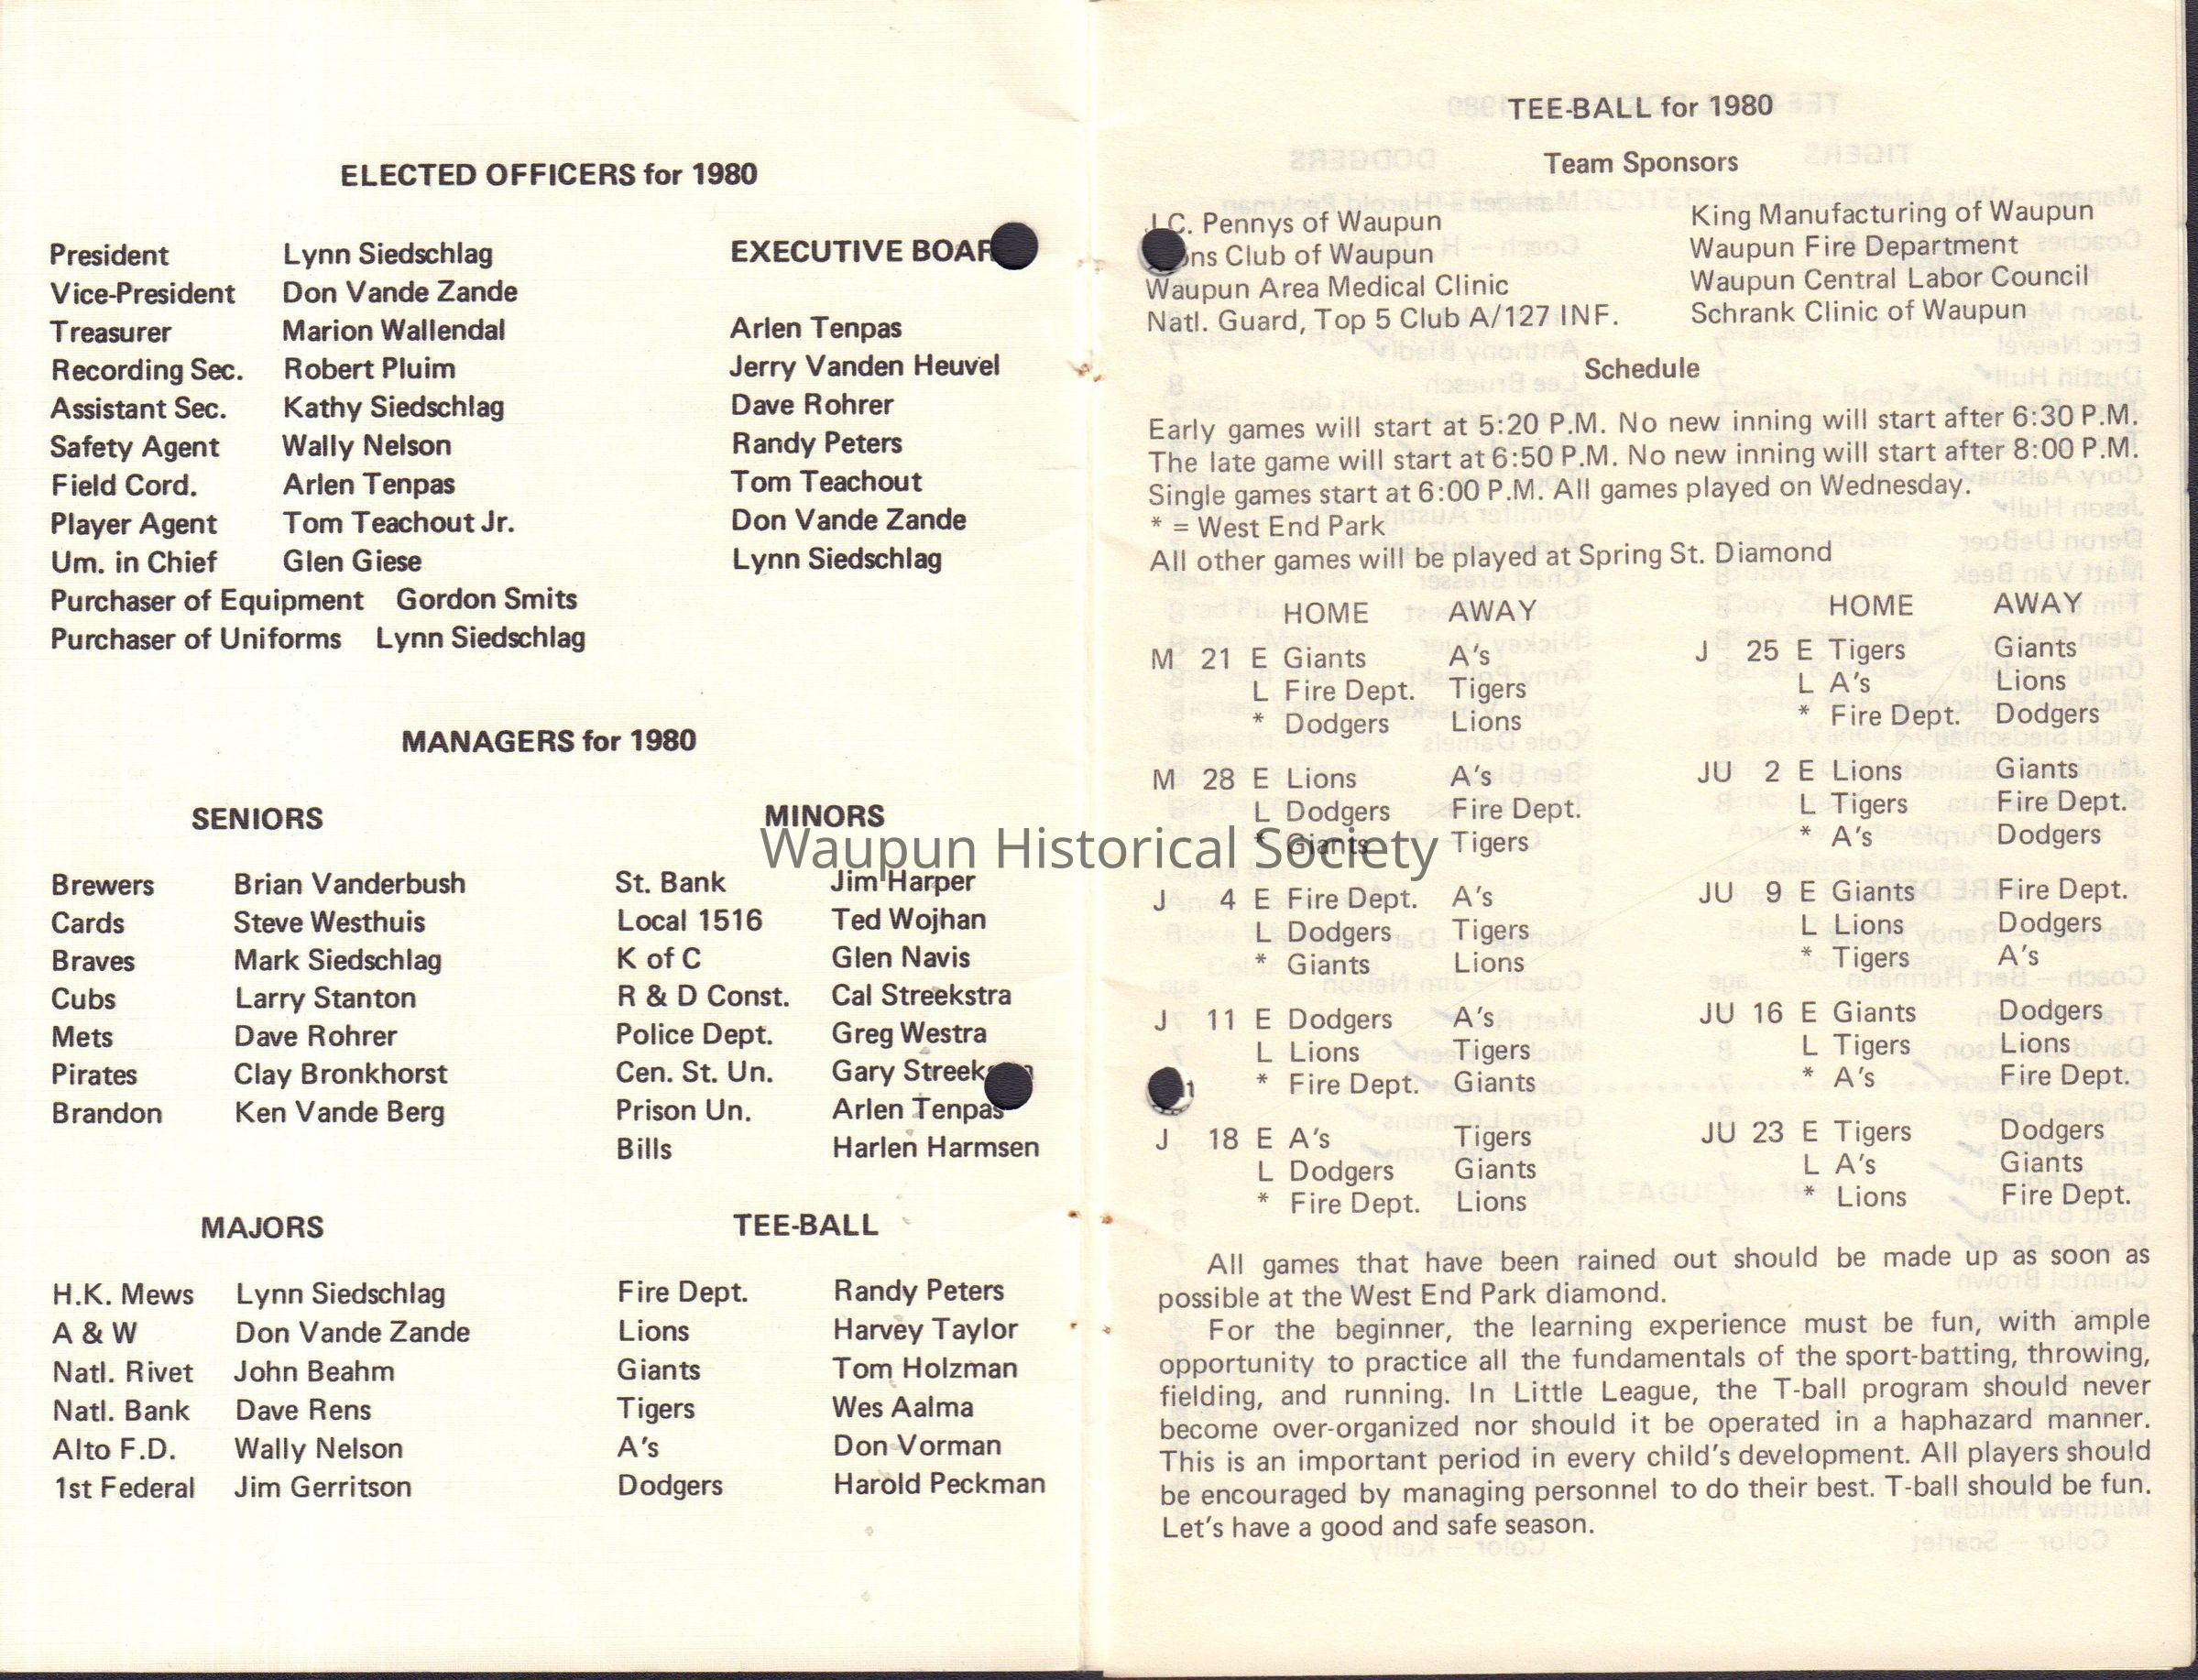 ELECTED OFFICERS for 1980
President Lynn Siedschlag
Vice-President Don Vande Zande
Treasurer Marion Wallendal
Recording Sec. Robert Pluim
Assistant Sec. Kathy Siedschlag
Safety Agent Wally Nelson
Field Cord. Arlen Tenpas
Player Agent Tom Teachout Jr.
Um. in Chief Glen Giese
Purchaser of Equipment Gordon Smits
Purchaser of Uniforms Lynn Siedschlag
EXECUTIVE BOAR
Arlen Tenpas
Jerry Vanden Heuvel
Dave Rohrer
Randy Peters
Tom Teachout
Don Vande Zande
Lynn Siedschlag
MANAGERS for 1980
SENIORS
Brewers Brian Vanderbush
Cards Steve Westhuis
Braves Mark Siedschlag
Cubs Larry Stanton
Mets Dave Rohrer
Pirates Clay Bronkhorst
Brandon Ken Vande Berg
MINORS
St. Bank Jim Harper
Local 1516 Ted Wojhan
K of C Glen Navis
R & D Const. Cal Streekstra
Police Dept. Greg Westra
Cen. St. Un. Gary
Prison Un. Arlen Tenpas
Bills Harlen Harmsen
MAJORS
H.K. Mews Lynn Siedschlag
A & W Don Vande Zande
Natl. Rivet John Beahm
Natl. Bank Dave Rens
Alto F.D. Wally Nelson
1st Federal Jim Gerritson
TEE-BALL
Fire Dept. Randy Peters
Lions Harvey Taylor
Giants Tom Holzman
Tigers Wes Aalma
A's Don Vorman
Dodgers Harold Peckman
Waupun Historical Society
TEE-BALL for 1980
Team Sponsors
J.C. Pennys of Waupun
ons Club of Waupun
Waupun Area Medical Clinic
Natl. Guard, Top 5 Club A/127 INF.
King Manufacturing of Waupun
Waupun Fire Department
Waupun Central Labor Council
Schrank Clinic of Waupun
Schedule
Early games will start at 5:20 P.M. No new inning will start after 6:30 P.M.
The late game will start at 6:50 P.M. No new inning will start after 8:00 P.M.
Single games start at 6:00 P.M. All games played on Wednesday.
* = West End Park
All other games will be played at Spring St. Diamond
HOME AWAY
M 21 E Giants A's
L Fire Dept. Tigers
* Dodgers Lions
M 28 E Lions A's
L Dodgers Fire Dept.
* Giants Tigers
J 4 E Fire Dept. A's
L Dodgers Tigers
* Giants Lions
J 11 E Dodgers A's
L Lions Tigers
* Fire Dept. Giants
J 18 E A's Tigers
L Dodgers Giants
* Fire Dept. Lions
HOME AWAY
J 25 E Tigers Giants
L A's Lions
* Fire Dept. Dodgers
JU 2 E Lions Giants
L Tigers Fire Dept.
* A's Dodgers
JU 9 E Giants Fire Dept.
L Lions Dodgers
* Tigers A's
JU 16 E Giants Dodgers
L Tigers Lions
* A's Fire Dept.
JU 23 E Tigers Dodgers
L A's Giants
* Lions Fire Dept.
All games that have been rained out should be made up as soon as
possible at the West End Park diamond.
For the beginner, the learning experience must be fun, with ample
opportunity to practice all the fundamentals of the sport-batting, throwing,
fielding, and running. In Little League, the T-ball program should never
become over-organized nor should it be operated in a haphazard manner.
This is an important period in every child's development. All players should
be encouraged by managing personnel to do their best. T-ball should be fun.
Let's have a good and safe season.